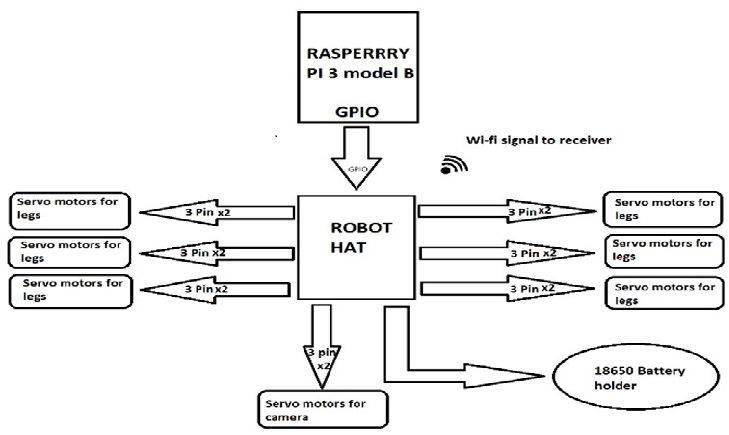 RASPERRRY
PI 3 model B
GPIO
Wi-fi signal to receiver
GPIO
Servo motors for
legs
3 Pin x2
ROBOT
HAT
3 Pin x2
Servo motors for
legs
Servo motors for
legs
3 Pin x2
3 Pin x2
Servo motors for
legs
Servo motors for
legs
3 Pin x2
3 Pin x2
Servo motors for
legs
3 pin
x2
18650 Battery
holder
Servo motors for
camera